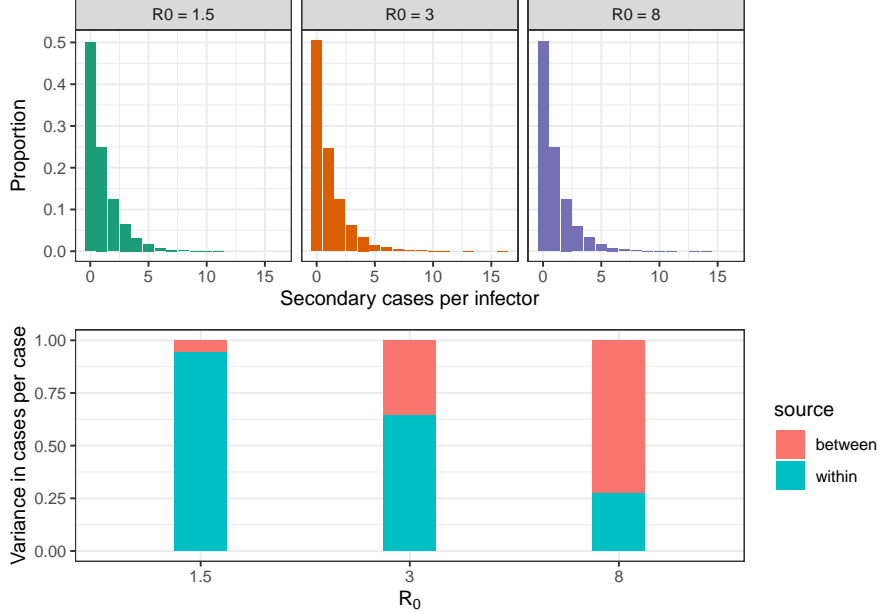 R0 = 1.5 R0 = 3 R0 = 8
Proportion
0.5
0.4
0.3
0.2
0.1
0.0
0 5 10 15 0 5 10 15 0 5 10 15
Secondary cases per infector
Variance in cases per case
1.00
0.75
0.50
0.25
0.00
1.5 3 8
R0
source
between
within